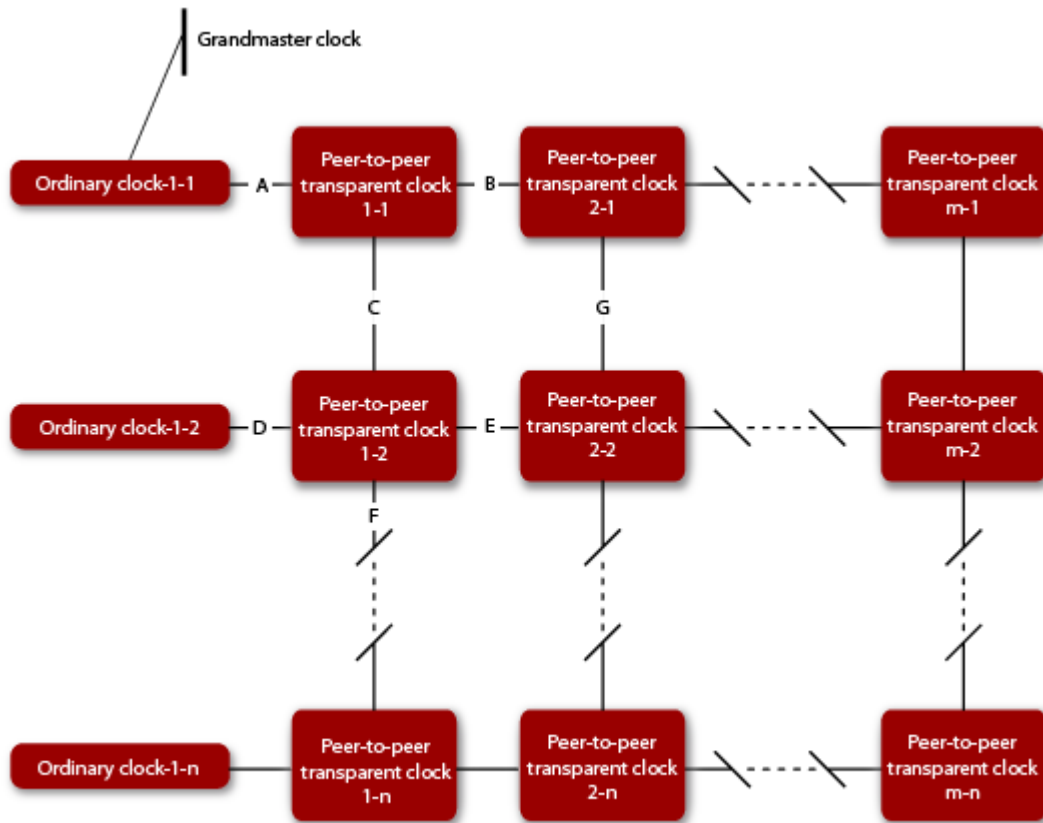 Grandmaster clock
Ordinary clock-1-1
A
Peer-to-peer
transparent clock
1-1
B
Peer-to-peer
transparent clock
2-1
Peer-to-peer
transparent clock
m-1
C
G
Ordinary clock-1-2
D
Peer-to-peer
transparent clock
1-2
E
Peer-to-peer
transparent clock
2-2
Peer-to-peer
transparent clock
m-2
F
Ordinary clock-1-n
Peer-to-peer
transparent clock
1-n
Peer-to-peer
transparent clock
2-n
Peer-to-peer
transparent clock
m-n